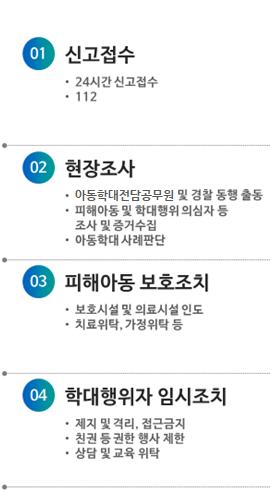 01 신고접수
• 24시간 신고접수
• 112
02 현장조사
• 아동학대전담공무원 및 경찰 동행 출동
• 피해아동 및 학대행위 의심자 등
조사 및 증거수집
• 아동학대 사례판단
03 피해아동 보호조치
• 보호시설 및 의료시설 인도
• 치료위탁, 가정위탁 등
04 학대행위자 임시조치
• 제지 및 격리, 접근금지
• 친권 등 권한 행사 제한
• 상담 및 교육 위탁